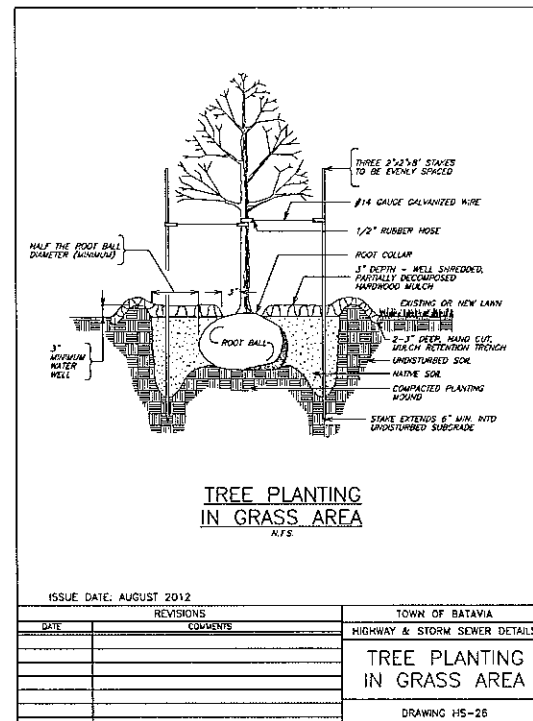 THREE 2"x2"x8' STAKES
TO BE EVENLY SPACED
#14 GAUGE GALVANIZED WIRE
1/2" RUBBER HOSE
HALF THE ROOT BALL
DIAMETER (MINIMUM)
ROOT COLLAR
3" DEPTH - WELL SHREDDED,
PARTIALLY DECOMPOSED
HARDWOOD MULCH
3"
EXISTING OR NEW LAWN
2-3" DEEP, HAND CUT,
MULCH RETENTION TRENCH
ROOT BALL
3"
MINIMUM
WATER
WELL
UNDISTURBED SOIL
NATIVE SOIL
COMPACTED PLANTING
MOUND
STAKE EXTENDS 6" MIN. INTO
UNDISTURBED SUBGRADE
TREE PLANTING
IN GRASS AREA
N.T.S.
ISSUE DATE: AUGUST 2012
REVISIONS
DATE COMMENTS
TOWN OF BATAVIA
HIGHWAY & STORM SEWER DETAILS
TREE PLANTING
IN GRASS AREA
DRAWING HS-26